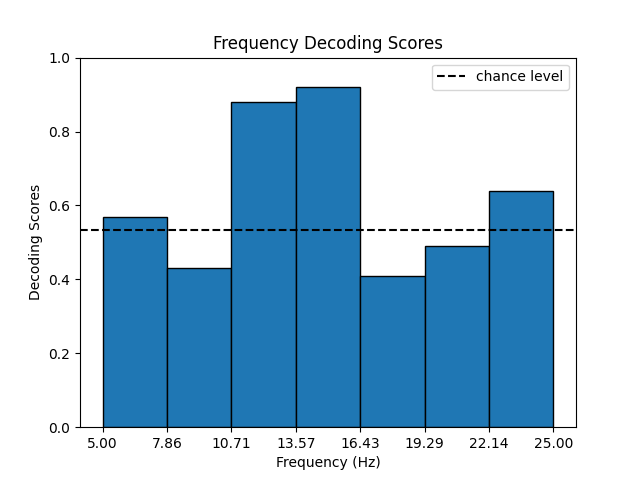 Frequency Decoding Scores
chance level
Decoding Scores
1.0
0.8
0.6
0.4
0.2
0.0
5.00 7.86 10.71 13.57 16.43 19.29 22.14 25.00
Frequency (Hz)